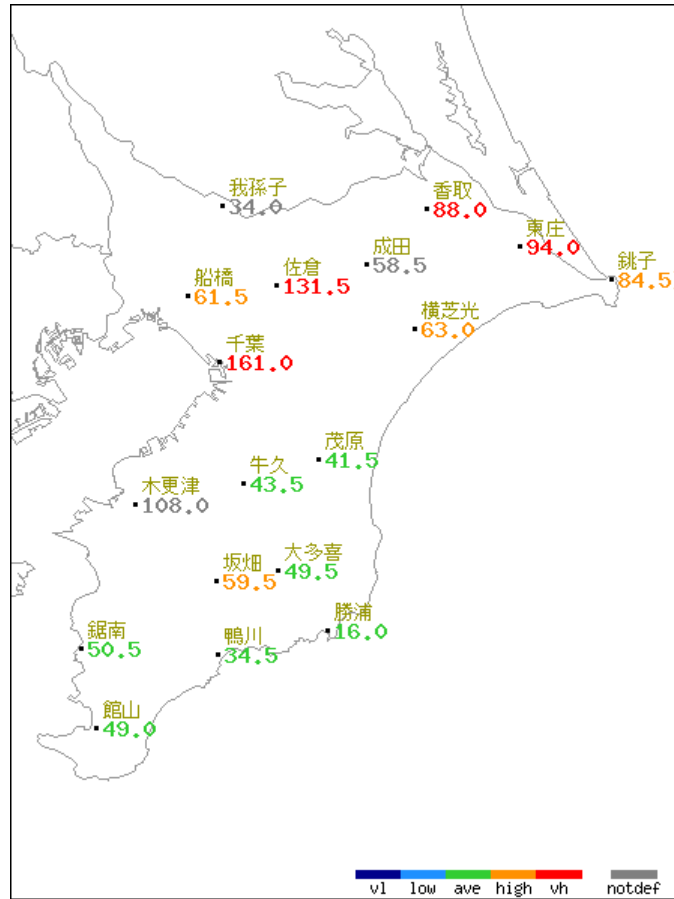 我孫子
34.0
香取
88.0
東庄
94.0
成田
58.5
銚子
84.5
船橋
61.5
佐倉
131.5
横芝光
63.0
千葉
161.0
茂原
41.5
牛久
43.5
木更津
108.0
大多喜
49.5
坂畑
59.5
勝浦
16.0
鋸南
50.5
鴨川
34.5
館山
49.0
vl low ave high vh notdef